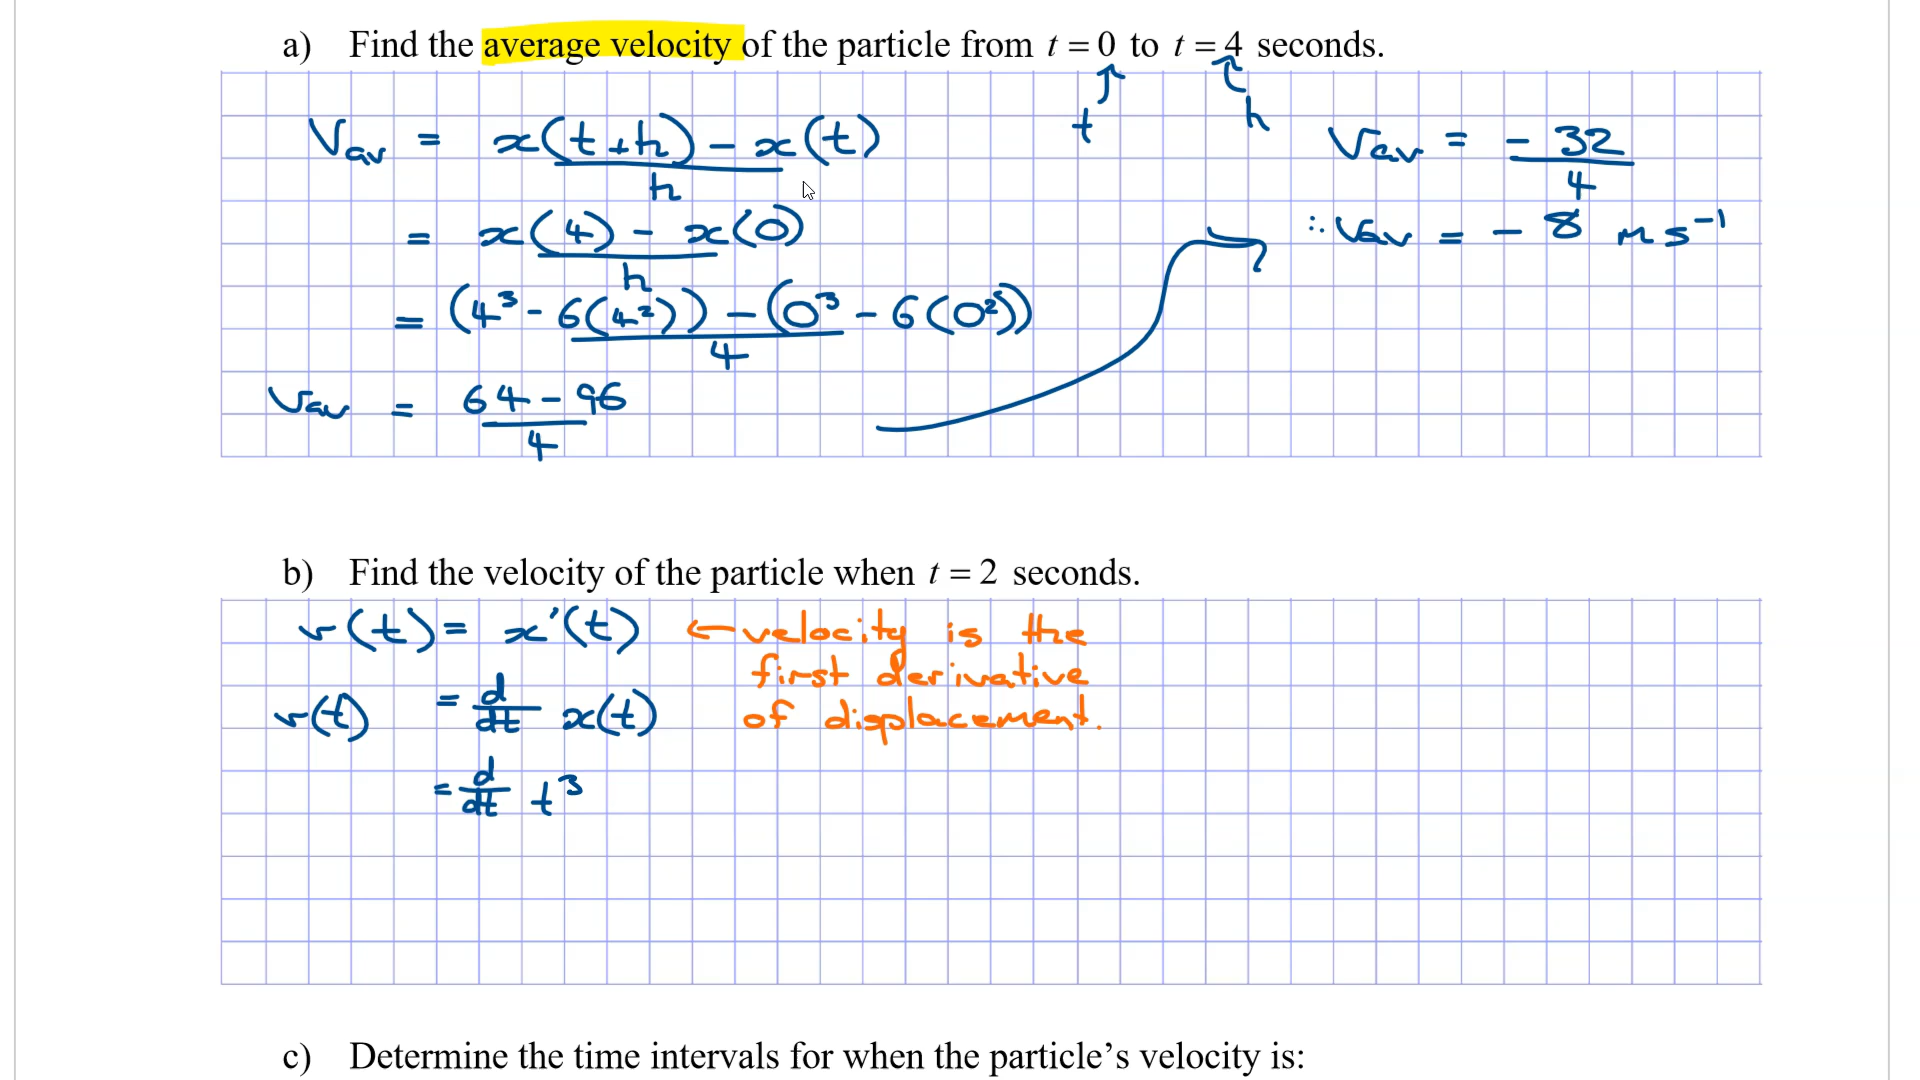 a) Find the average velocity of the particle from t = 0 to t = 4 seconds.
t h
Vav = x(t+h) - x(t)
h
= x(4) - x(0)
h
= (4³ - 6(4²)) - (0³ - 6(0²))
4
Vav = 64 - 96
4
Vav = - 32
4
∴ Vav = - 8 ms⁻¹
b) Find the velocity of the particle when t = 2 seconds.
v(t) = x'(t) ← velocity is the
first derivative
of displacement.
v(t) = d/dt x(t)
= d/dt t³
c) Determine the time intervals for when the particle's velocity is: